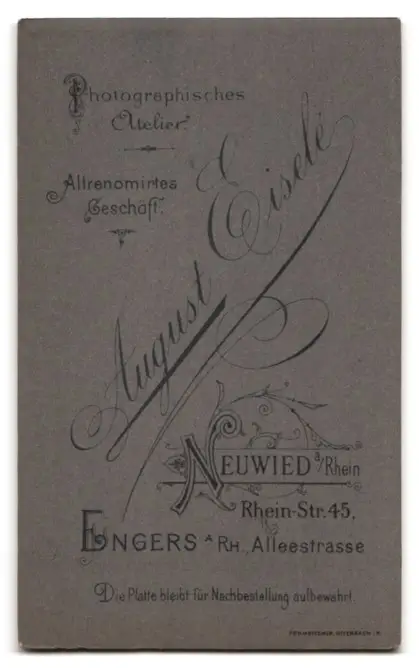 Photographisches
Atelier.
Altrenomirtes
Geschäft.
August Eisele
NEUWIED a/Rhein
Rhein-Str. 45,
ENGERS A RH., Alleestrasse
Die Platte bleibt für Nachbestellung aufbewahrt.